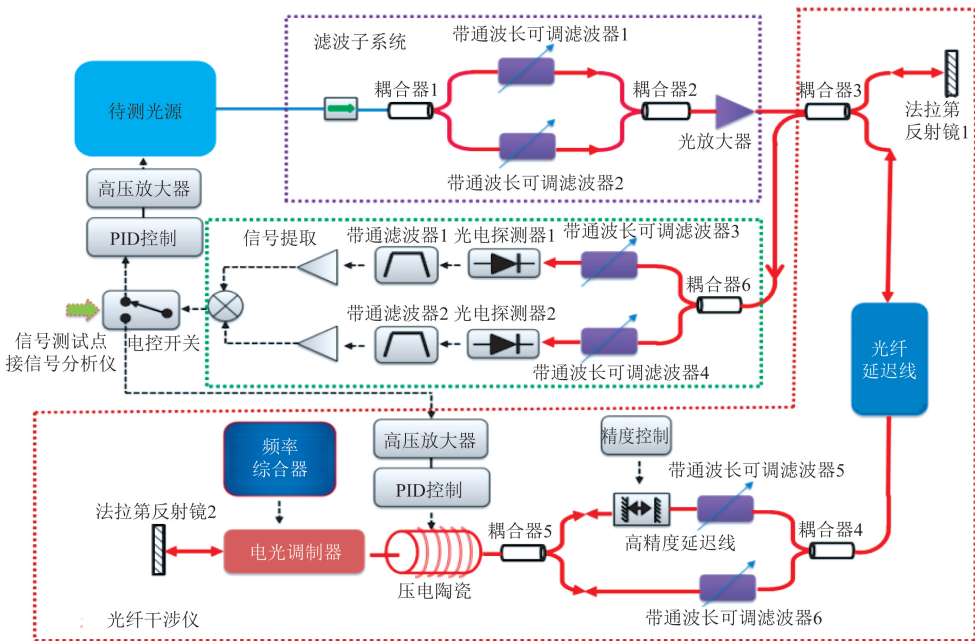 滤波子系统
带通波长可调滤波器1
耦合器1
耦合器2
耦合器3
待测光源
光放大器
法拉第
反射镜1
带通波长可调滤波器2
高压放大器
PID控制
信号提取
带通滤波器1
光电探测器1
带通波长可调滤波器3
耦合器6
带通滤波器2
光电探测器2
信号测试点
接信号分析仪
电控开关
带通波长可调滤波器4
光纤
延迟线
频率
综合器
高压放大器
PID控制
精度控制
带通波长可调滤波器5
法拉第反射镜2
耦合器5
耦合器4
电光调制器
高精度延迟线
压电陶瓷
带通波长可调滤波器6
光纤干涉仪